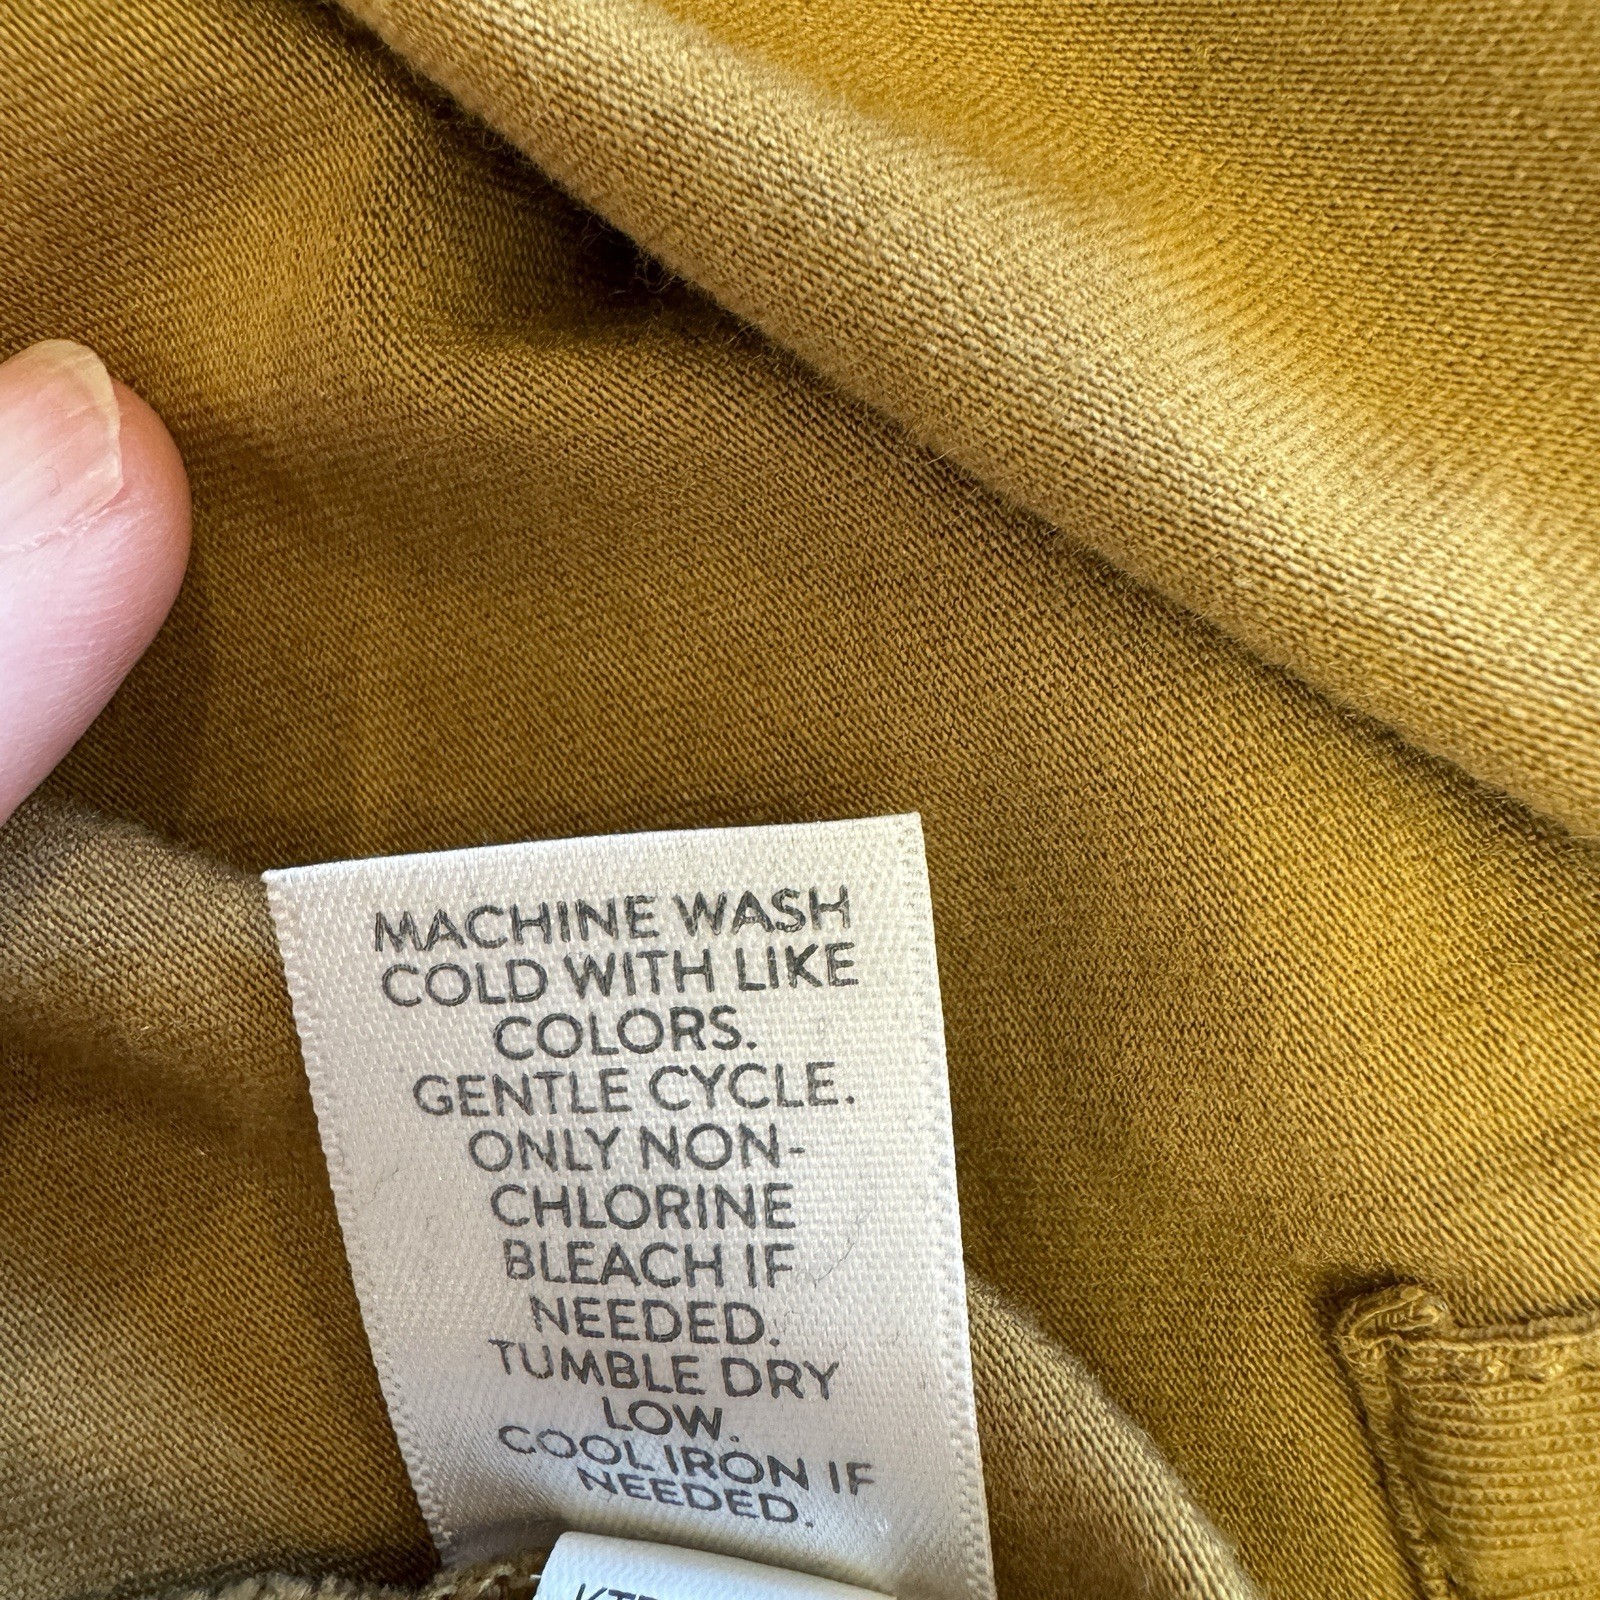 MACHINE WASH
COLD WITH LIKE
COLORS.
GENTLE CYCLE.
ONLY NON-
CHLORINE
BLEACH IF
NEEDED.
TUMBLE DRY
LOW.
COOL IRON IF
NEEDED.